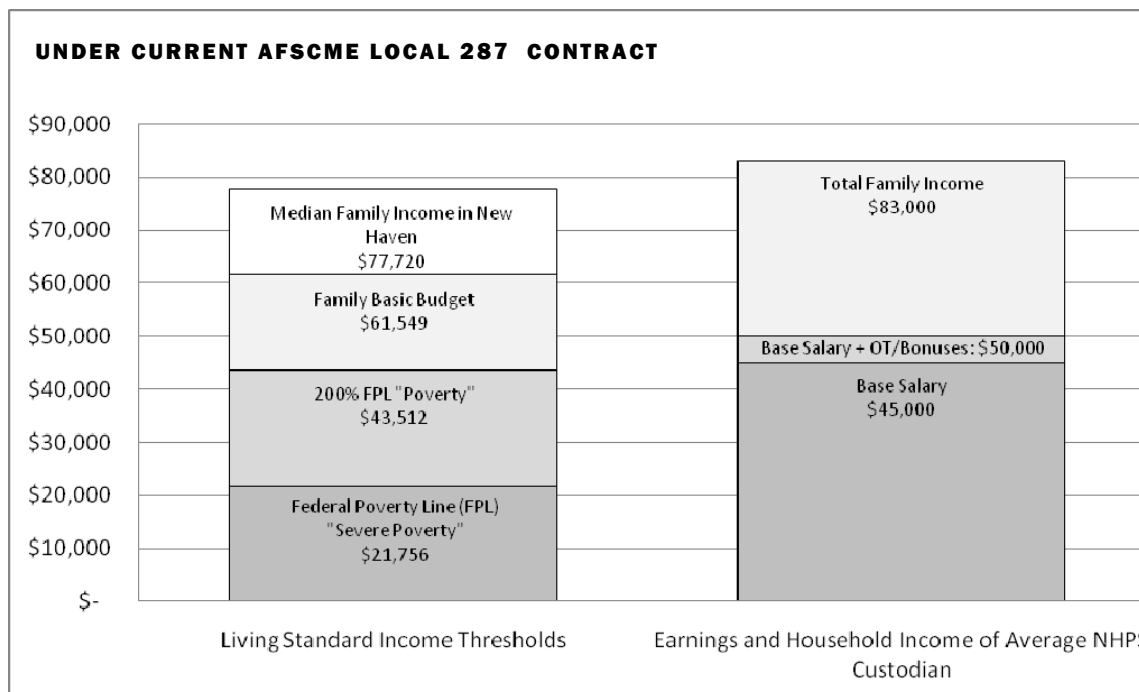 UNDER CURRENT AFSCME LOCAL 287 CONTRACT
$90,000
$80,000
$70,000
$60,000
$50,000
$40,000
$30,000
$20,000
$10,000
$-
Median Family Income in New
Haven
$77,720
Family Basic Budget
$61,549
200% FPL "Poverty"
$43,512
Federal Poverty Line (FPL)
"Severe Poverty"
$21,756
Total Family Income
$83,000
Base Salary + OT/Bonuses: $50,000
Base Salary
$45,000
Living Standard Income Thresholds
Earnings and Household Income of Average NHPS
Custodian